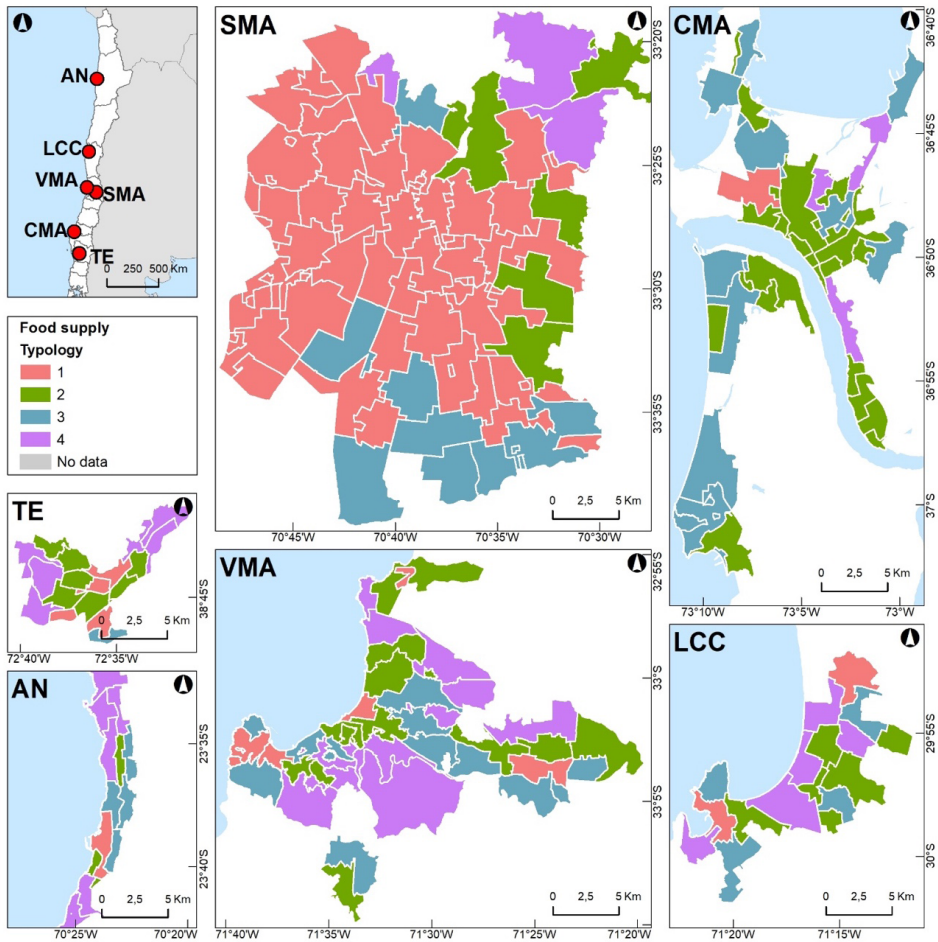 AN
LCC
VMA
SMA
CMA
TE
0 250 500 Km
Food supply
Typology
1
2
3
4
No data
SMA
33°20'S
33°25'S
33°30'S
33°35'S
0 2,5 5 Km
70°45'W 70°40'W 70°35'W 70°30'W
CMA
36°40'S
36°45'S
36°50'S
36°55'S
37°S
0 2,5 5 Km
73°10'W 73°5'W 73°W
TE
38°45'S
0 2,5 5 Km
72°40'W 72°35'W
AN
23°35'S
23°40'S
0 2,5 5 Km
70°25'W 70°20'W
VMA
32°55'S
33°S
33°5'S
0 2,5 5 Km
71°40'W 71°35'W 71°30'W 71°25'W 71°20'W
LCC
29°55'S
30°S
0 2,5 5 Km
71°20'W 71°15'W